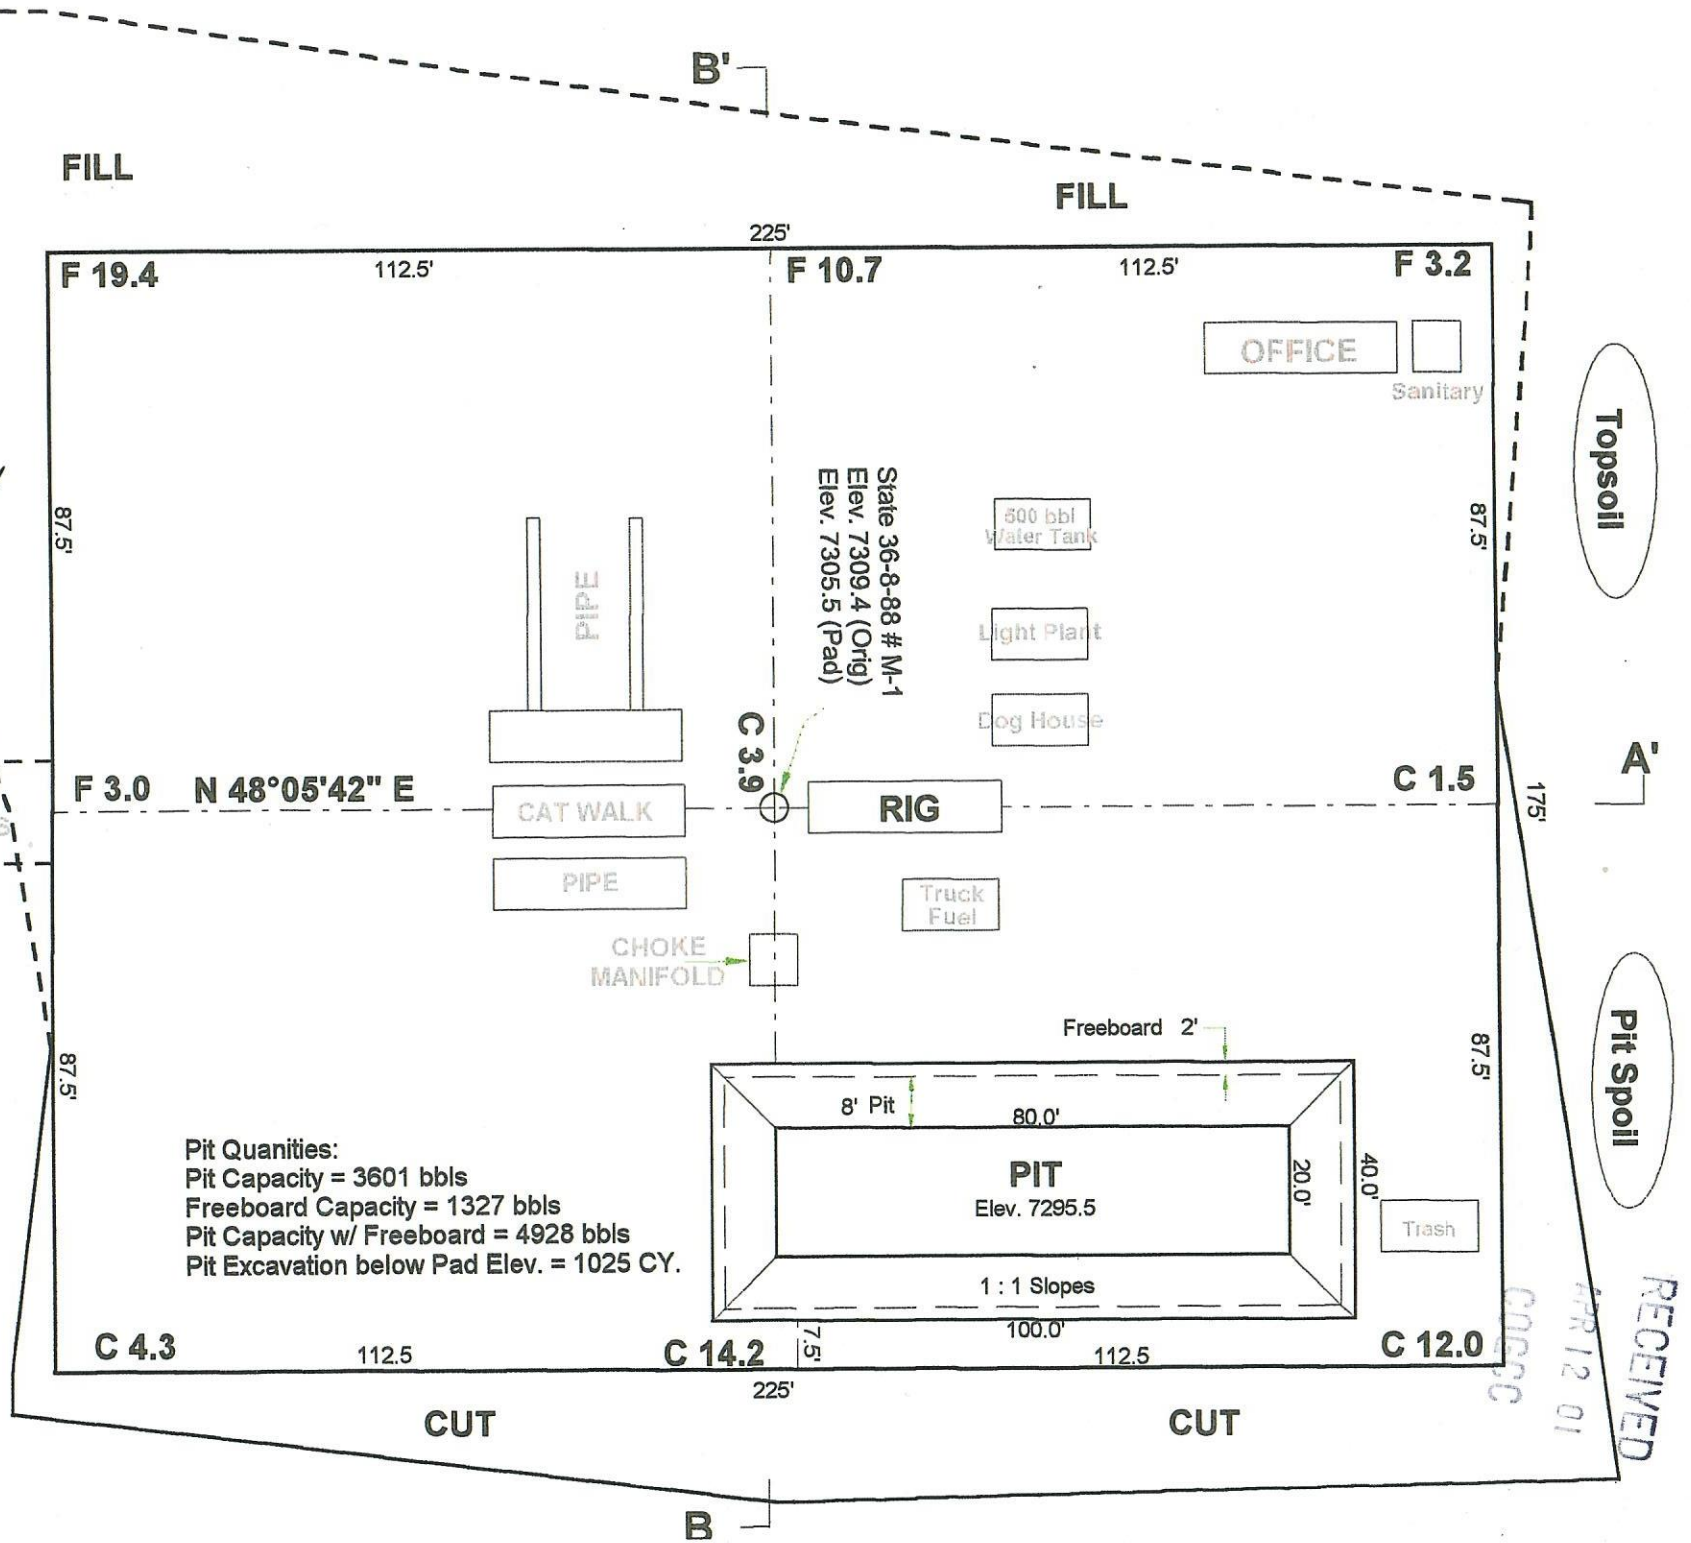 B'
FILL
FILL
225'
F 19.4
112.5'
F 10.7
112.5'
F 3.2
OFFICE
Sanitary
Topsoil
87.5'
87.5'
State 36-8-88 # M-1
Elev. 7309.4 (Orig)
Elev. 7305.5 (Pad)
500 bbl
Water Tank
PIPE
Light Plant
Dog House
C 3.9
A'
F 3.0
N 48°05'42" E
CAT WALK
RIG
C 1.5
175'
PIPE
Truck
Fuel
CHOKE
MANIFOLD
Freeboard 2'
87.5'
87.5'
Pit Spoil
8' Pit
80.0'
PIT
Elev. 7295.5
20.0'
40.0'
Trash
1 : 1 Slopes
100.0'
7.5'
Pit Quanities:
Pit Capacity = 3601 bbls
Freeboard Capacity = 1327 bbls
Pit Capacity w/ Freeboard = 4928 bbls
Pit Excavation below Pad Elev. = 1025 CY.
C 4.3
112.5
C 14.2
112.5
C 12.0
225'
CUT
CUT
B
RECEIVED
APR 12 01
COGCC